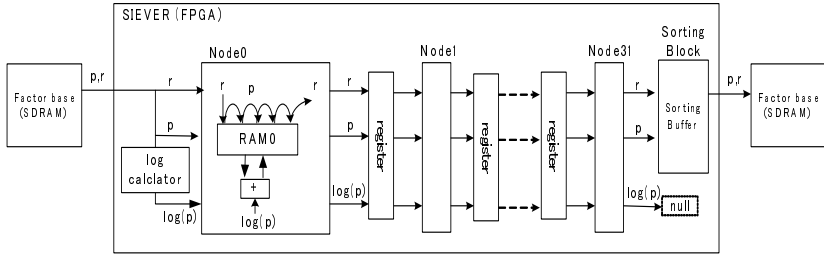 SIEVER (FPGA)
Sorting
Block
Node0
Node1
Node31
p,r
r
r
p
r
r
r
p,r
Factor base
(SDRAM)
p
RAM0
p
register
register
register
p
Sorting
Buffer
Factor base
(SDRAM)
log
calclator
+
log(p)
log(p)
log(p)
log(p)
null